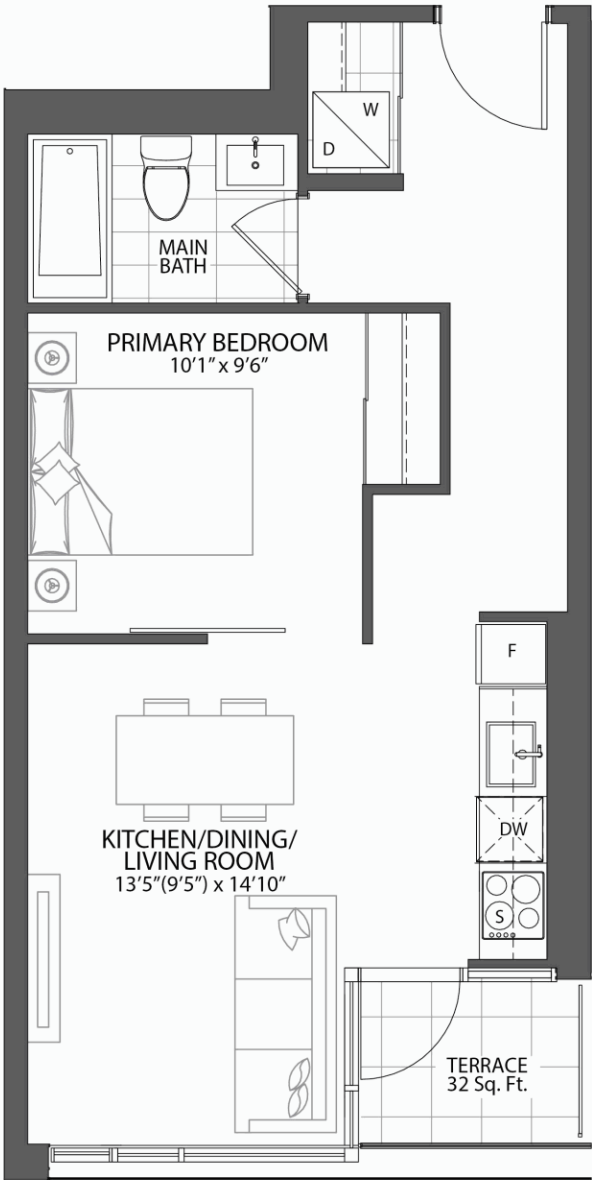 W
D
MAIN
BATH
PRIMARY BEDROOM
10'1" x 9'6"
F
DW
KITCHEN/DINING/
LIVING ROOM
13'5"(9'5") x 14'10"
S
TERRACE
32 Sq. Ft.